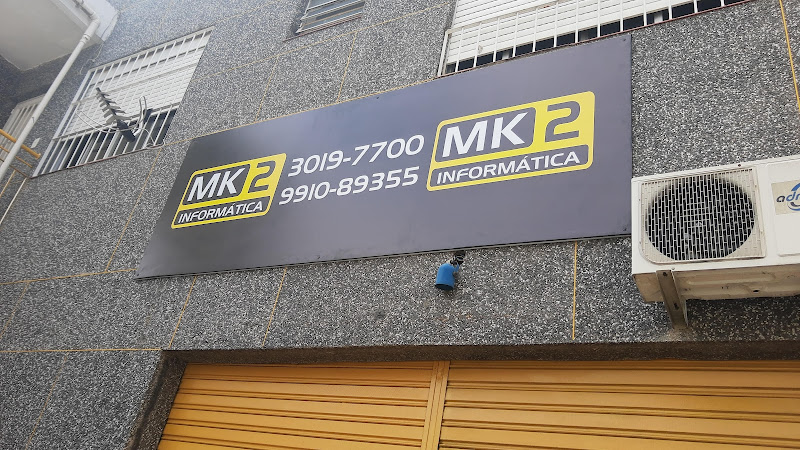 MK2
INFORMÁTICA
3019-7700
9910-89355
MK2
INFORMÁTICA